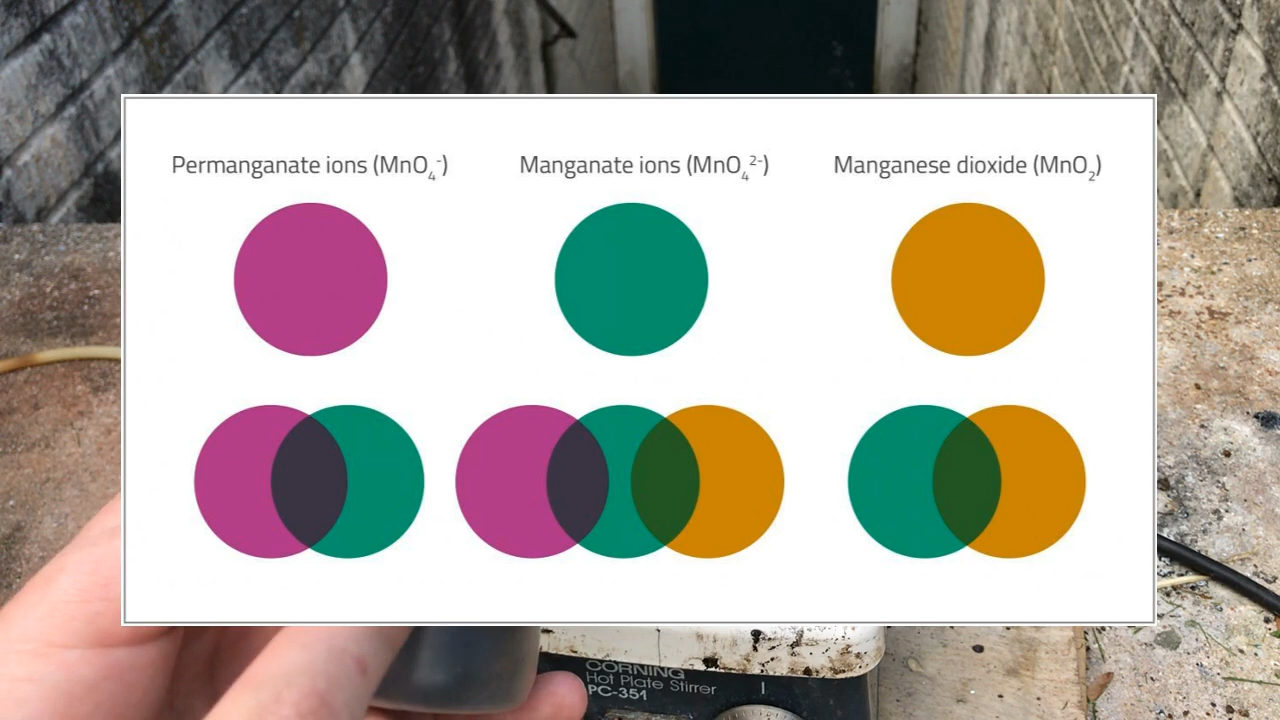 Permanganate ions (MnO₄⁻)
Manganate ions (MnO₄²⁻)
Manganese dioxide (MnO₂)
CORNING
Hot Plate Stirrer
PC-351